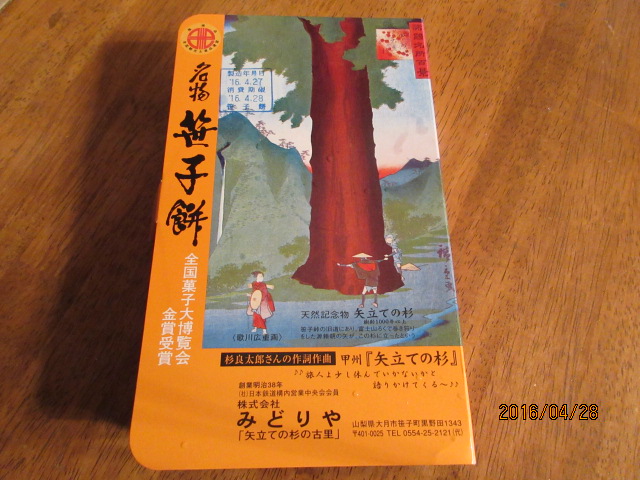 名物
笹子餅
全国菓子大博覧会
金賞受賞
製造年月日
'16.4.27
消費期限
'16.4.28
笹子餅
天然記念物 矢立ての杉
(歌川広重画)
杉良太郎さんの作詞作曲 甲州『矢立ての杉』
♪♪旅人よ少し休んでいかないかと
語りかけてくる〜♪♪
創業明治38年
(社)日本鉄道構内営業中央会会員
株式会社
みどりや
「矢立ての杉の古里」
山梨県大月市笹子町黒野田1343
〒401-0025 TEL 0554-25-2121(代)
2016/04/28